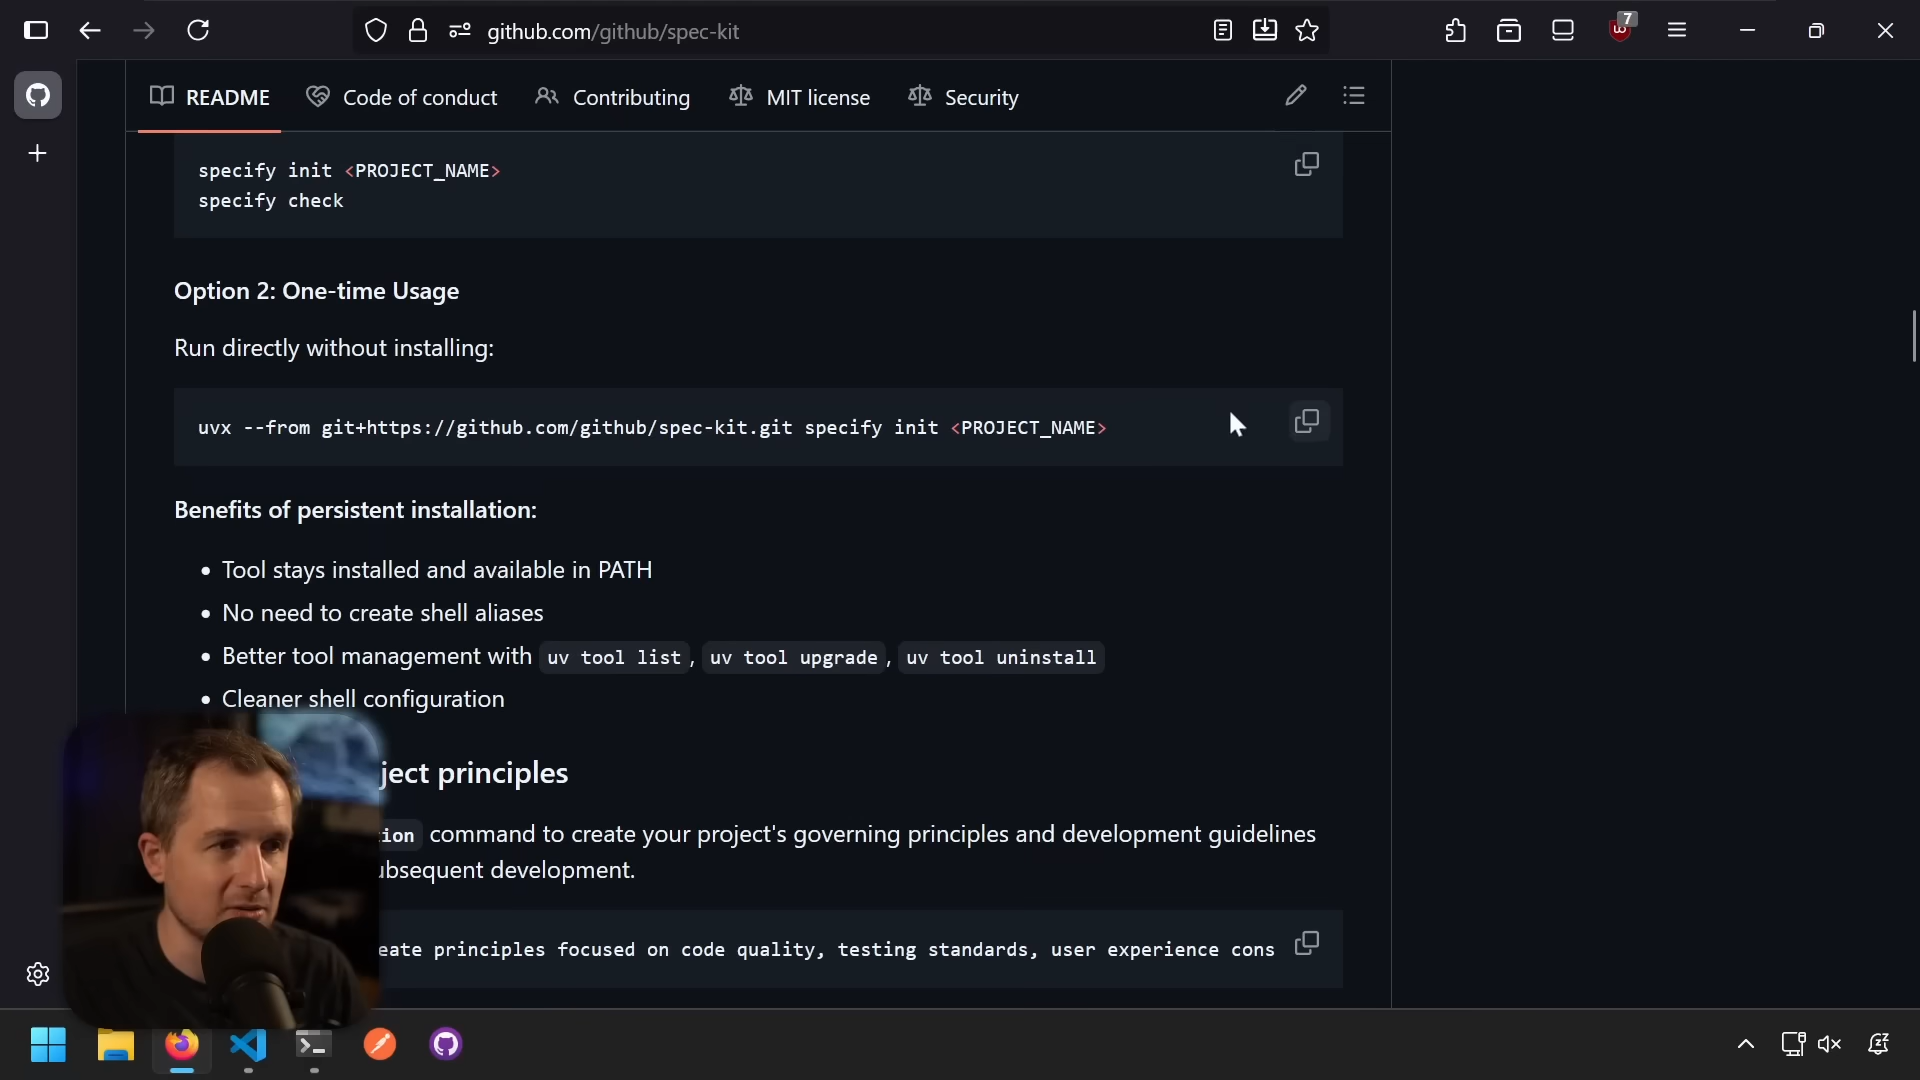 github.com/github/spec-kit
7
README
Code of conduct
Contributing
MIT license
Security
specify init <PROJECT_NAME>
specify check
Option 2: One-time Usage
Run directly without installing:
uvx --from git+https://github.com/github/spec-kit.git specify init <PROJECT_NAME>
Benefits of persistent installation:
• Tool stays installed and available in PATH
• No need to create shell aliases
• Better tool management with uv tool list, uv tool upgrade, uv tool uninstall
• Cleaner shell configuration
principles
command to create your project's governing principles and development guidelines
development.
principles focused on code quality, testing standards, user experience cons